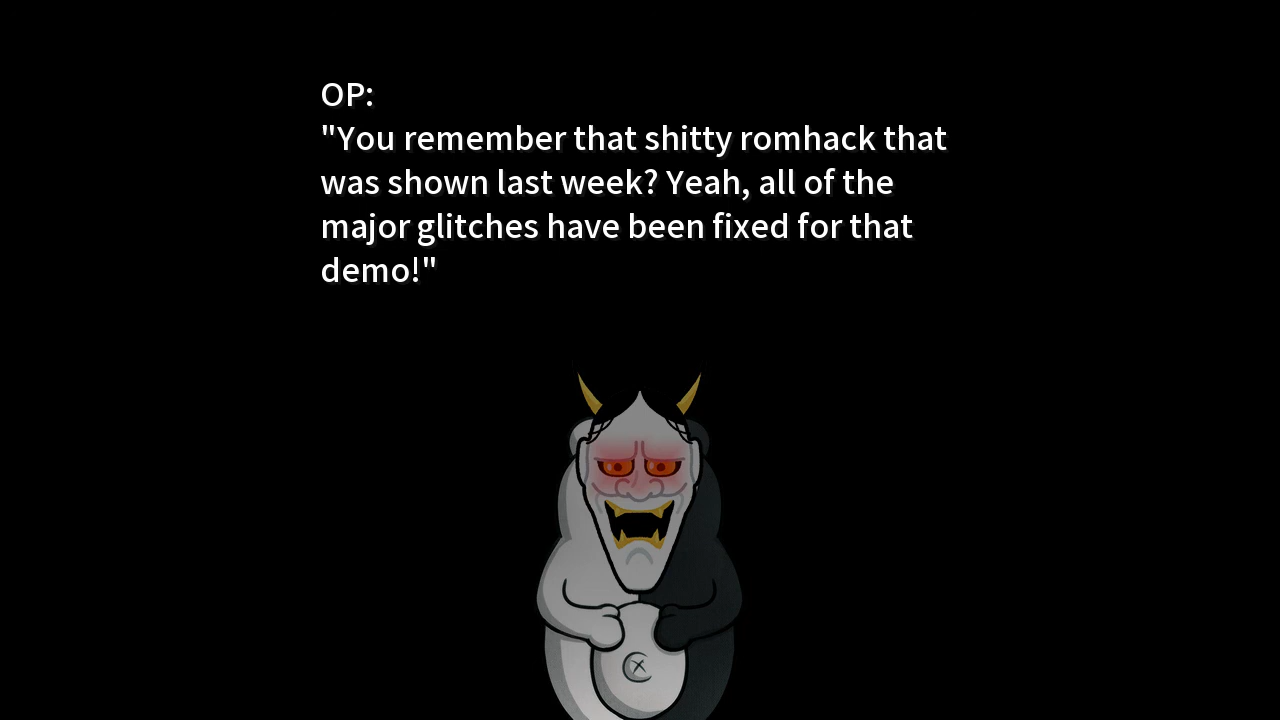 OP:
"You remember that shitty romhack that
was shown last week? Yeah, all of the
major glitches have been fixed for that
demo!"